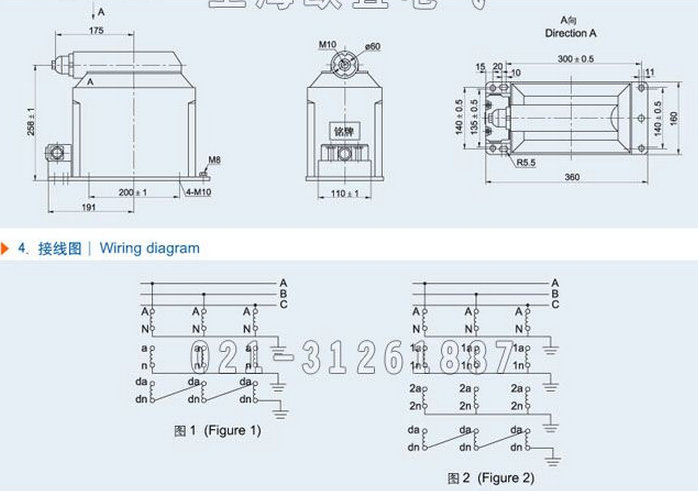 A
A向
Direction A
175
A
258±1
200±1
4-M10
M8
191
M10
ø60
铭牌
110±1
300±0.5
15
20
10
11
140±0.5
135±0.5
140±0.5
160
R5.5
360
4. 接线图 | Wiring diagram
A
B
C
A A A
N N N
a a a
n n n
da da da
dn dn dn
图1 (Figure 1)
A
B
C
A A A
N N N
1a 1a 1a
1n 1n 1n
2a 2a 2a
2n 2n 2n
da da da
dn dn dn
图2 (Figure 2)
021-31261887